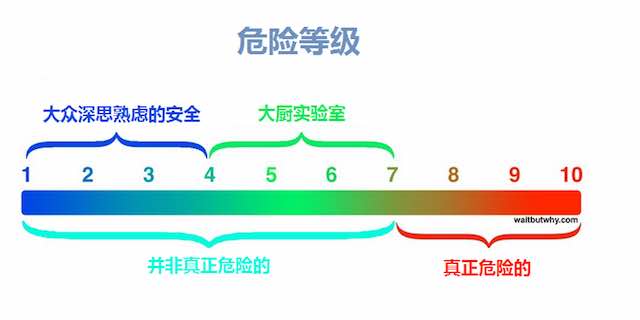 危险等级
大众深思熟虑的安全 大厨实验室
1 2 3 4 5 6 7 8 9 10
waitbutwhy.com
并非真正危险的 真正危险的